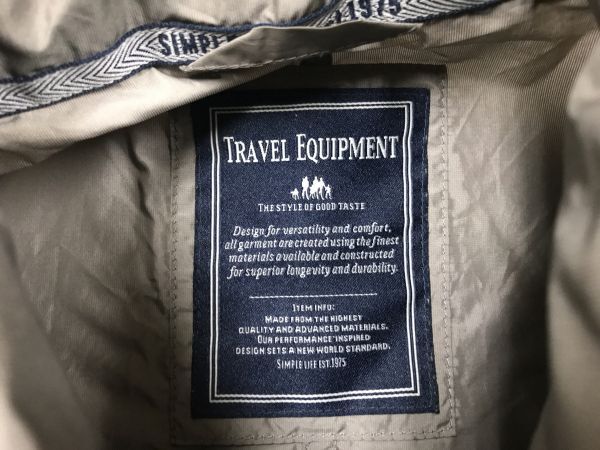 SIMPLE 1975
TRAVEL EQUIPMENT
THE STYLE OF GOOD TASTE
Design for versatility and comfort,
all garment are created using the finest
materials available and constructed
for superior longevity and durability.
ITEM INFO:
MADE FROM THE HIGHEST
QUALITY AND ADVANCED MATERIALS.
OUR PERFORMANCE-INSPIRED
DESIGN SETS A NEW WORLD STANDARD.
SIMPLE LIFE EST.1975